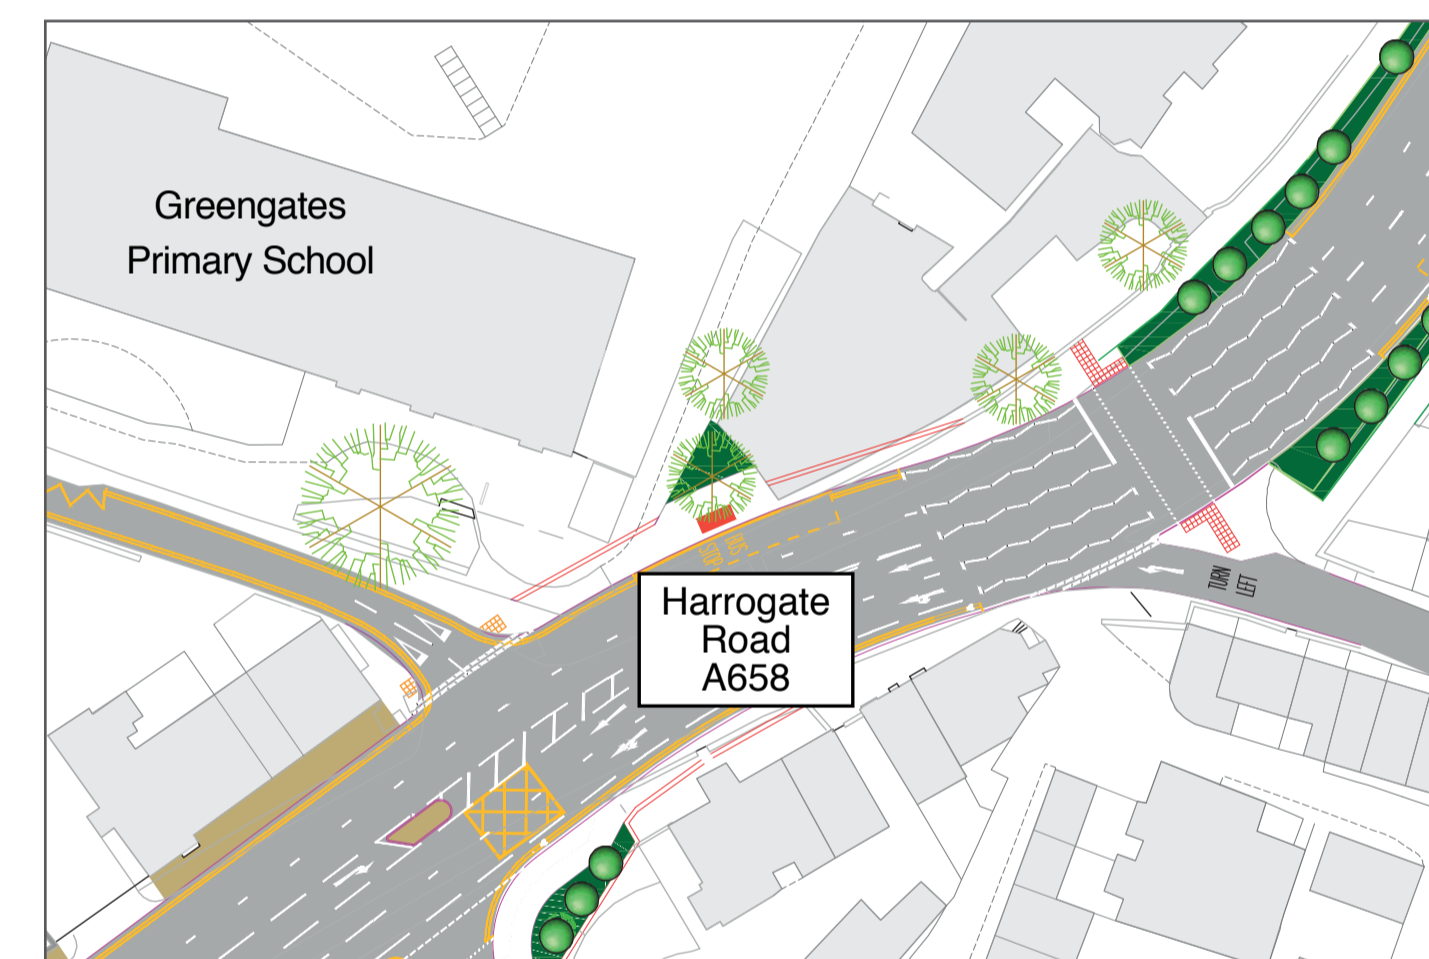 Greengates
Primary School
BUS
STOP
Harrogate
Road
A658
TURN
LEFT